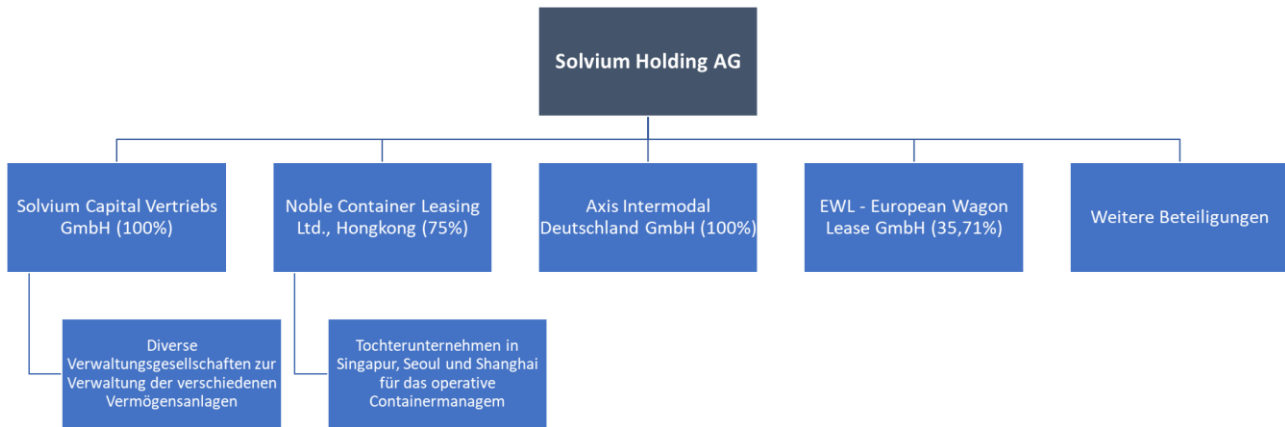 Solvium Holding AG
Solvium Capital Vertriebs
GmbH (100%)
Noble Container Leasing
Ltd., Hongkong (75%)
Axis Intermodal
Deutschland GmbH (100%)
EWL - European Wagon
Lease GmbH (35,71%)
Weitere Beteiligungen
Diverse
Verwaltungsgesellschaften zur
Verwaltung der verschiedenen
Vermögensanlagen
Tochterunternehmen in
Singapur, Seoul und Shanghai
für das operative
Containermanagem